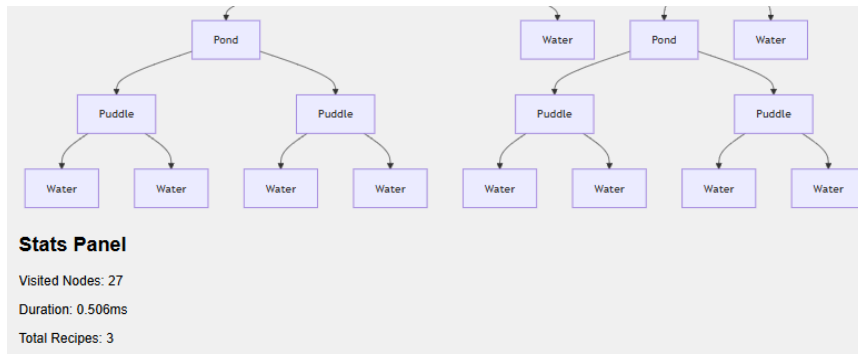 Pond Water Pond Water
Puddle Puddle Puddle Puddle
Water Water Water Water Water Water Water Water
Stats Panel
Visited Nodes: 27
Duration: 0.506ms
Total Recipes: 3